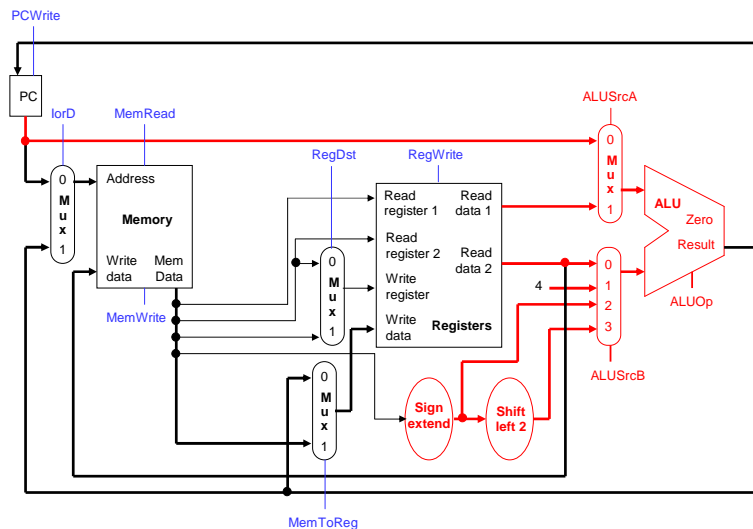 PCWrite
PC
IorD
MemRead
RegDst
RegWrite
ALUSrcA
0
M
u
x
1
Address
Memory
Write
data
Mem
Data
MemWrite
0
M
u
x
1
Read
register 1
Read
data 1
Read
register 2
Read
data 2
Write
register
Write
data
Registers
0
M
u
x
1
ALU
Zero
Result
ALUOp
4
0
1
2
3
ALUSrcB
0
M
u
x
1
MemToReg
Sign
extend
Shift
left 2